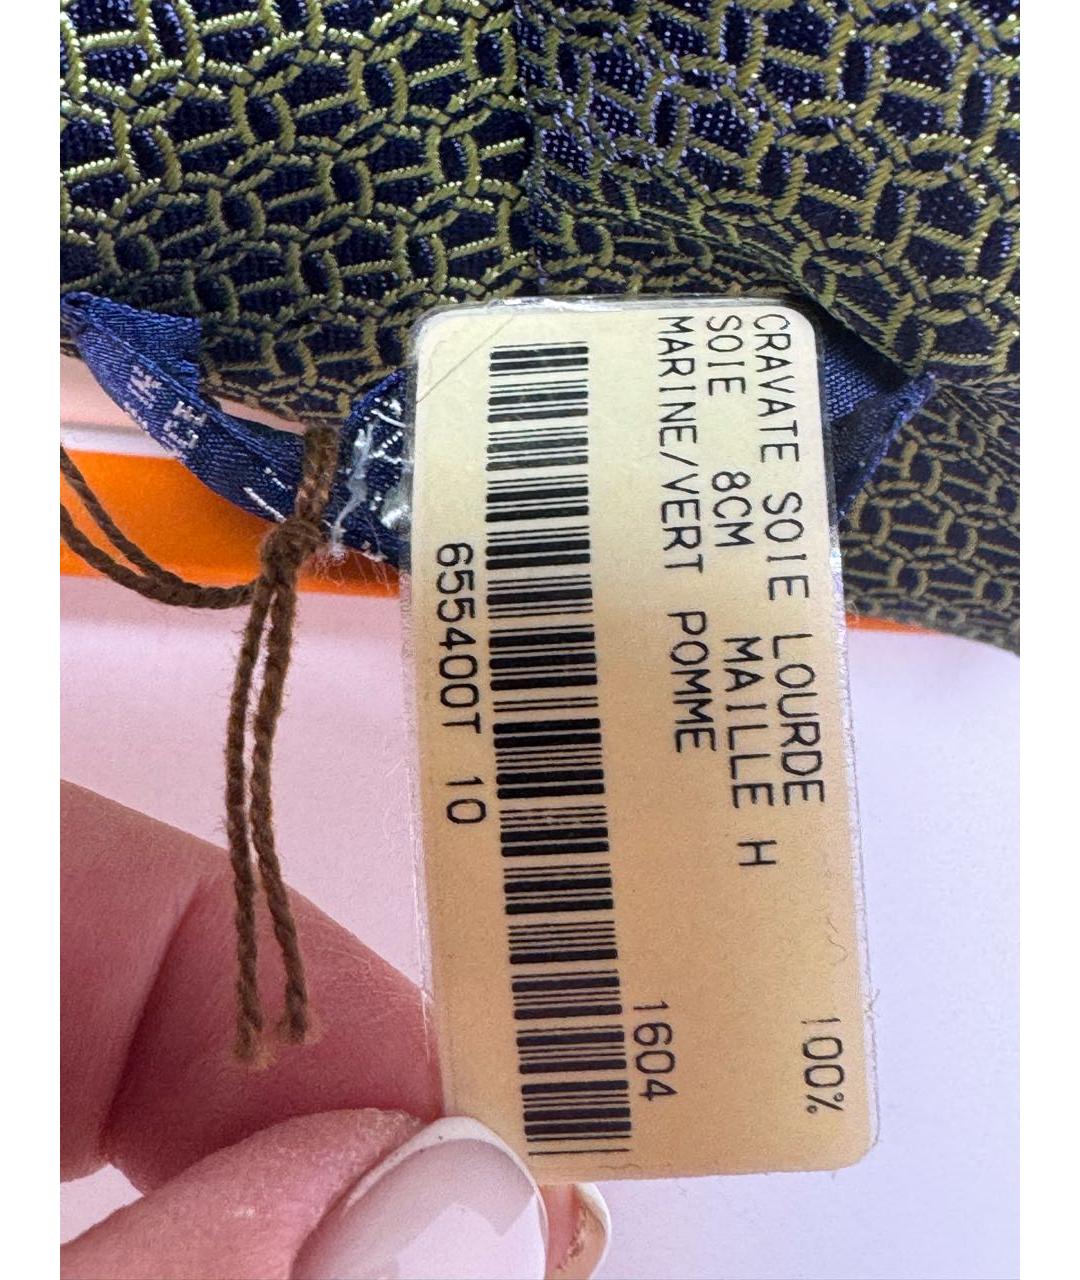 CRAVATE SOIE LOURDE 100%
SOIE 8CM MAILLE H
MARINE/VERT POMME
1604
655400T 10